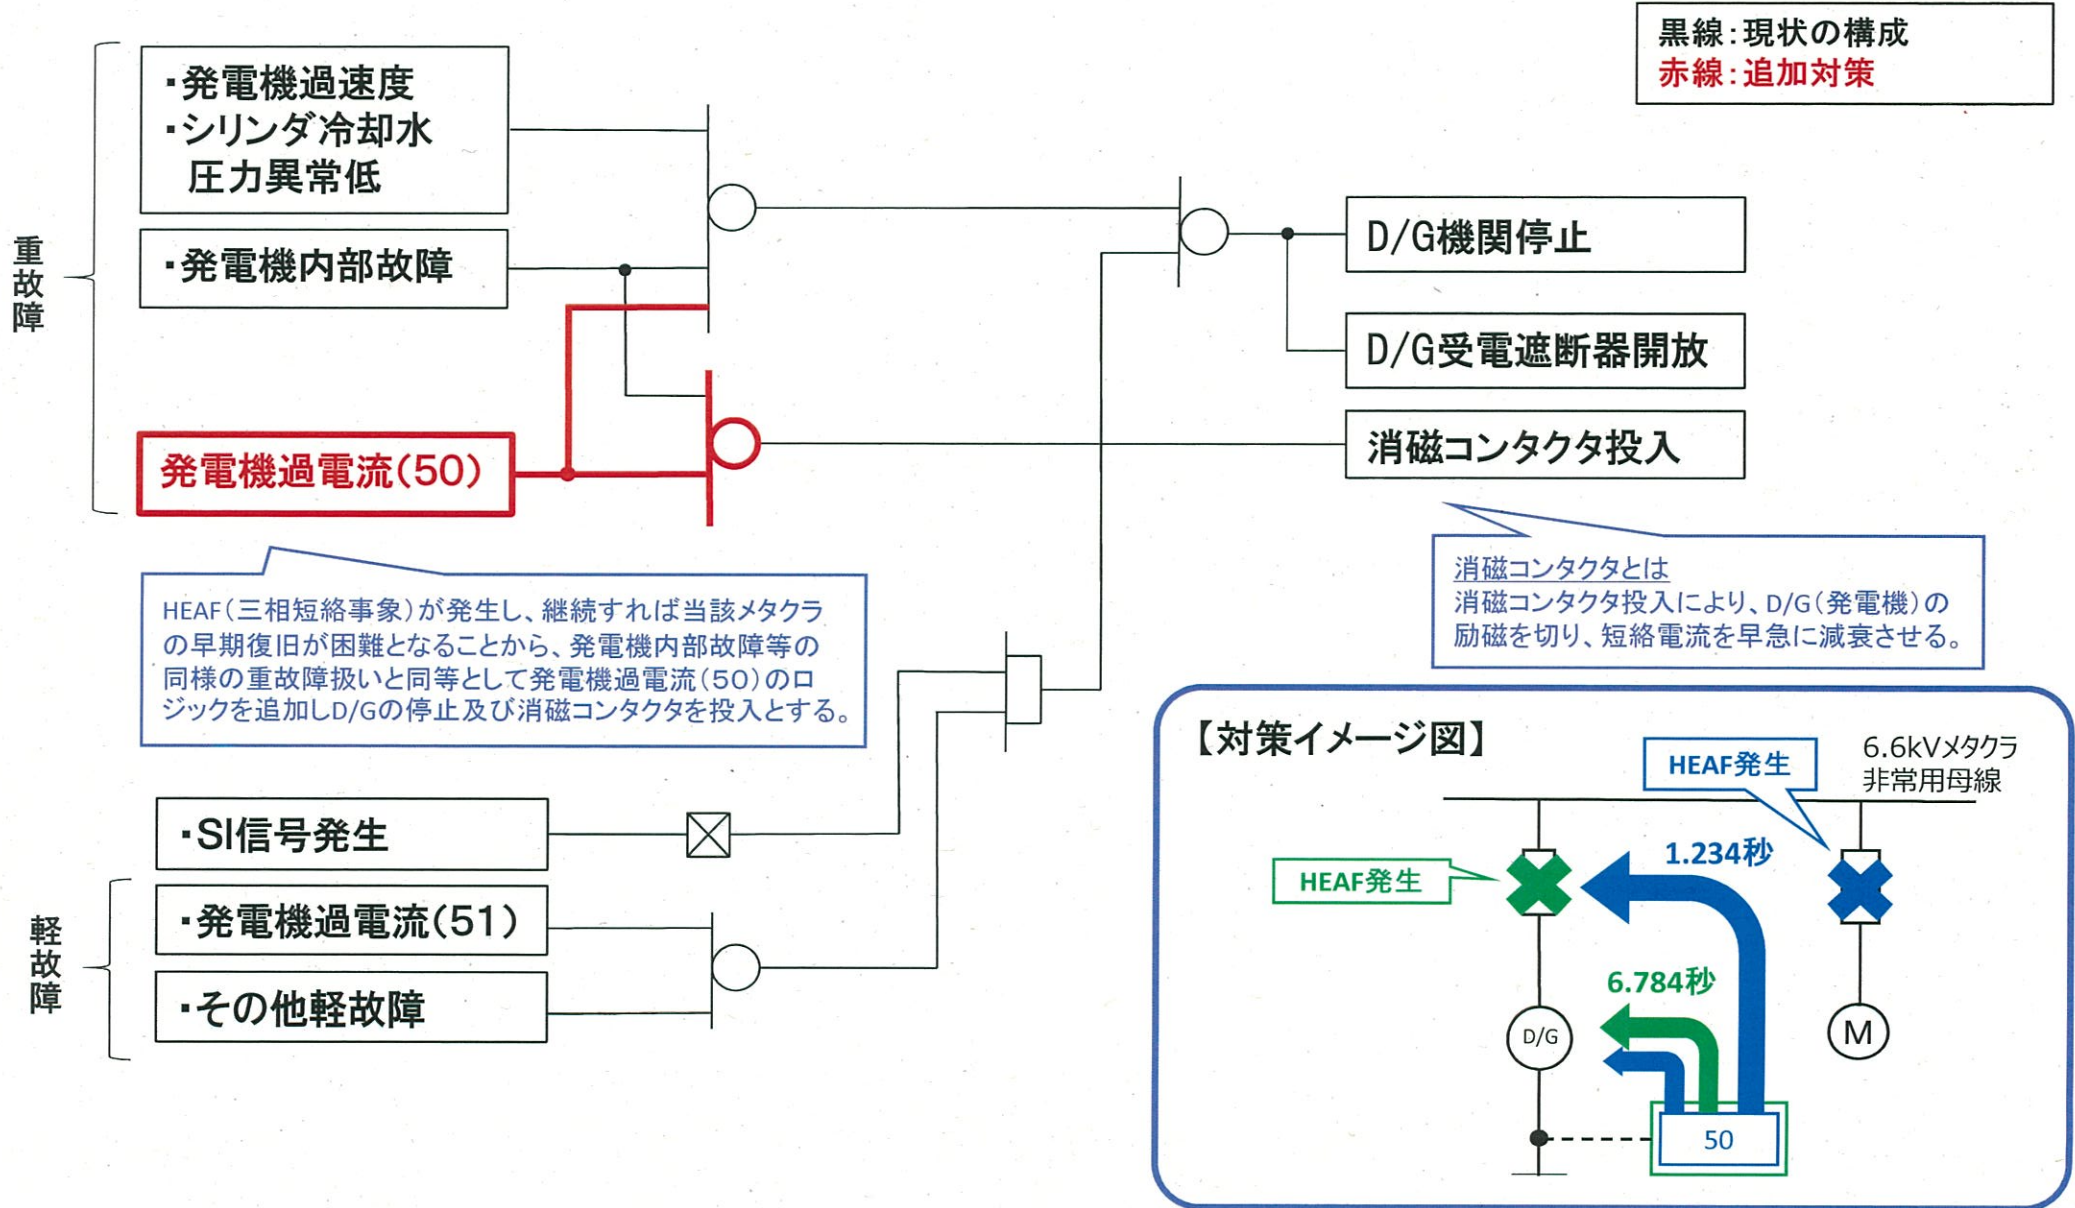 黒線：現状の構成
赤線：追加対策
重故障
・発電機過速度
・シリンダ冷却水
圧力異常低
・発電機内部故障
発電機過電流（50）
D/G機関停止
D/G受電遮断器開放
消磁コンタクタ投入
HEAF（三相短絡事象）が発生し、継続すれば当該メタクラ
の早期復旧が困難となることから、発電機内部故障等の
同様の重故障扱いと同等として発電機過電流（50）のロ
ジックを追加しD/Gの停止及び消磁コンタクタを投入とする。
消磁コンタクタとは
消磁コンタクタ投入により、D/G（発電機）の
励磁を切り、短絡電流を早急に減衰させる。
・SI信号発生
軽故障
・発電機過電流（51）
・その他軽故障
【対策イメージ図】
HEAF発生
6.6kVメタクラ
非常用母線
HEAF発生
1.234秒
6.784秒
D/G
M
50